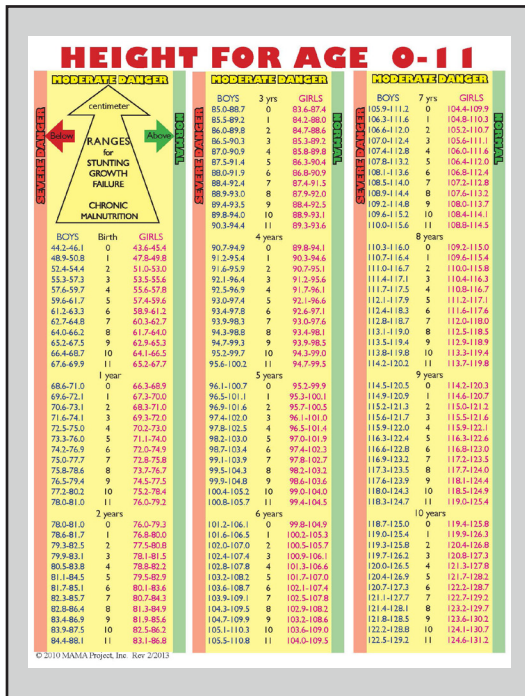 HEIGHT FOR AGE 0-11
MODERATE DANGER
SEVERE DANGER
NORMAL
centimeter
Below
Above
RANGES
for
STUNTING
GROWTH
FAILURE
CHRONIC
MALNUTRITION
BOYS Birth GIRLS
44.2-46.1 0 43.6-45.4
48.9-50.8 1 47.8-49.8
52.4-54.4 2 51.0-53.0
55.3-57.3 3 53.5-55.6
57.6-59.7 4 55.6-57.8
59.6-61.7 5 57.4-59.6
61.2-63.3 6 58.9-61.2
62.7-64.8 7 60.3-62.7
64.0-66.2 8 61.7-64.0
65.2-67.5 9 62.9-65.3
66.4-68.7 10 64.1-66.5
67.6-69.9 11 65.2-67.7
1 year
68.6-71.0 0 66.3-68.9
69.6-72.1 1 67.3-70.0
70.6-73.1 2 68.3-71.0
71.6-74.1 3 69.3-72.0
72.5-75.0 4 70.2-73.0
73.3-76.0 5 71.1-74.0
74.2-76.9 6 72.0-74.9
75.0-77.7 7 72.8-75.8
75.8-78.6 8 73.7-76.7
76.5-79.4 9 74.5-77.5
77.2-80.2 10 75.2-78.4
78.0-81.0 11 76.0-79.2
2 years
78.0-81.0 0 76.0-79.3
78.6-81.7 1 76.8-80.0
79.3-82.5 2 77.5-80.8
79.9-83.1 3 78.1-81.5
80.5-83.8 4 78.8-82.2
81.1-84.5 5 79.5-82.9
81.7-85.1 6 80.1-83.6
82.3-85.7 7 80.7-84.3
82.8-86.4 8 81.3-84.9
83.4-86.9 9 81.9-85.6
83.9-87.5 10 82.5-86.2
84.4-88.1 11 83.1-86.8
MODERATE DANGER
SEVERE DANGER
NORMAL
BOYS 3 yrs GIRLS
85.0-88.7 0 83.6-87.4
85.5-89.2 1 84.2-88.0
86.0-89.8 2 84.7-88.6
86.5-90.3 3 85.3-89.2
87.0-90.9 4 85.8-89.8
87.5-91.4 5 86.3-90.4
88.0-91.9 6 86.8-90.9
88.4-92.4 7 87.4-91.5
88.9-93.0 8 87.9-92.0
89.4-93.5 9 88.4-92.5
89.8-94.0 10 88.9-93.1
90.3-94.4 11 89.3-93.6
4 years
90.7-94.9 0 89.8-94.1
91.2-95.4 1 90.3-94.6
91.6-95.9 2 90.7-95.1
92.1-96.4 3 91.2-95.6
92.5-96.9 4 91.7-96.1
93.0-97.4 5 92.1-96.6
93.4-97.8 6 92.6-97.1
93.9-98.3 7 93.0-97.6
94.3-98.8 8 93.4-98.1
94.7-99.3 9 93.9-98.5
95.2-99.7 10 94.3-99.0
95.6-100.2 11 94.7-99.5
5 years
96.1-100.7 0 95.2-99.9
96.5-101.1 1 95.3-100.1
96.9-101.6 2 95.7-100.5
97.4-102.0 3 96.1-101.0
97.8-102.5 4 96.5-101.4
98.2-103.0 5 97.0-101.9
98.7-103.4 6 97.4-102.3
99.1-103.9 7 97.8-102.7
99.5-104.3 8 98.2-103.2
99.9-104.8 9 98.6-103.6
100.4-105.2 10 99.0-104.0
100.8-105.7 11 99.4-104.5
6 years
101.2-106.1 0 99.8-104.9
101.6-106.5 1 100.2-105.3
102.0-107.0 2 100.5-105.7
102.4-107.4 3 100.9-106.1
102.8-107.8 4 101.3-106.6
103.2-108.2 5 101.7-107.0
103.6-108.7 6 102.1-107.4
103.9-109.1 7 102.5-107.8
104.3-109.5 8 102.9-108.2
104.7-109.9 9 103.2-108.6
105.1-110.3 10 103.6-109.0
105.5-110.8 11 104.0-109.5
MODERATE DANGER
SEVERE DANGER
NORMAL
BOYS 7 yrs GIRLS
105.9-111.2 0 104.4-109.9
106.3-111.6 1 104.8-110.3
106.6-112.0 2 105.2-110.7
107.0-112.4 3 105.6-111.1
107.4-112.8 4 106.0-111.6
107.8-113.2 5 106.4-112.0
108.1-113.6 6 106.8-112.4
108.5-114.0 7 107.2-112.8
108.9-114.4 8 107.6-113.2
109.2-114.8 9 108.0-113.7
109.6-115.2 10 108.4-114.1
110.0-115.6 11 108.8-114.5
8 years
110.3-116.0 0 109.2-115.0
110.7-116.4 1 109.6-115.4
111.0-116.7 2 110.0-115.8
111.4-117.1 3 110.4-116.3
111.7-117.5 4 110.8-116.7
112.1-117.9 5 111.2-117.1
112.4-118.3 6 111.6-117.6
112.8-118.7 7 112.0-118.0
113.1-119.0 8 112.5-118.5
113.5-119.4 9 112.9-118.9
113.8-119.8 10 113.3-119.4
114.2-120.2 11 113.7-119.8
9 years
114.5-120.5 0 114.2-120.3
114.9-120.9 1 114.6-120.7
115.2-121.3 2 115.0-121.2
115.6-121.7 3 115.5-121.6
115.9-122.0 4 115.9-122.1
116.3-122.4 5 116.3-122.6
116.6-122.8 6 116.8-123.0
116.9-123.2 7 117.2-123.5
117.3-123.5 8 117.7-124.0
117.6-123.9 9 118.1-124.4
118.0-124.3 10 118.5-124.9
118.3-124.7 11 119.0-125.4
10 years
118.7-125.0 0 119.4-125.8
119.0-125.4 1 119.9-126.3
119.3-125.8 2 120.4-126.8
119.7-126.2 3 120.8-127.3
120.0-126.5 4 121.3-127.8
120.4-126.9 5 121.7-128.2
120.7-127.3 6 122.2-128.7
121.1-127.7 7 122.7-129.2
121.4-128.1 8 123.2-129.7
121.8-128.5 9 123.6-130.2
122.2-128.8 10 124.1-130.7
122.5-129.2 11 124.6-131.2
© 2010 MAMA Project, Inc. Rev 2/2013